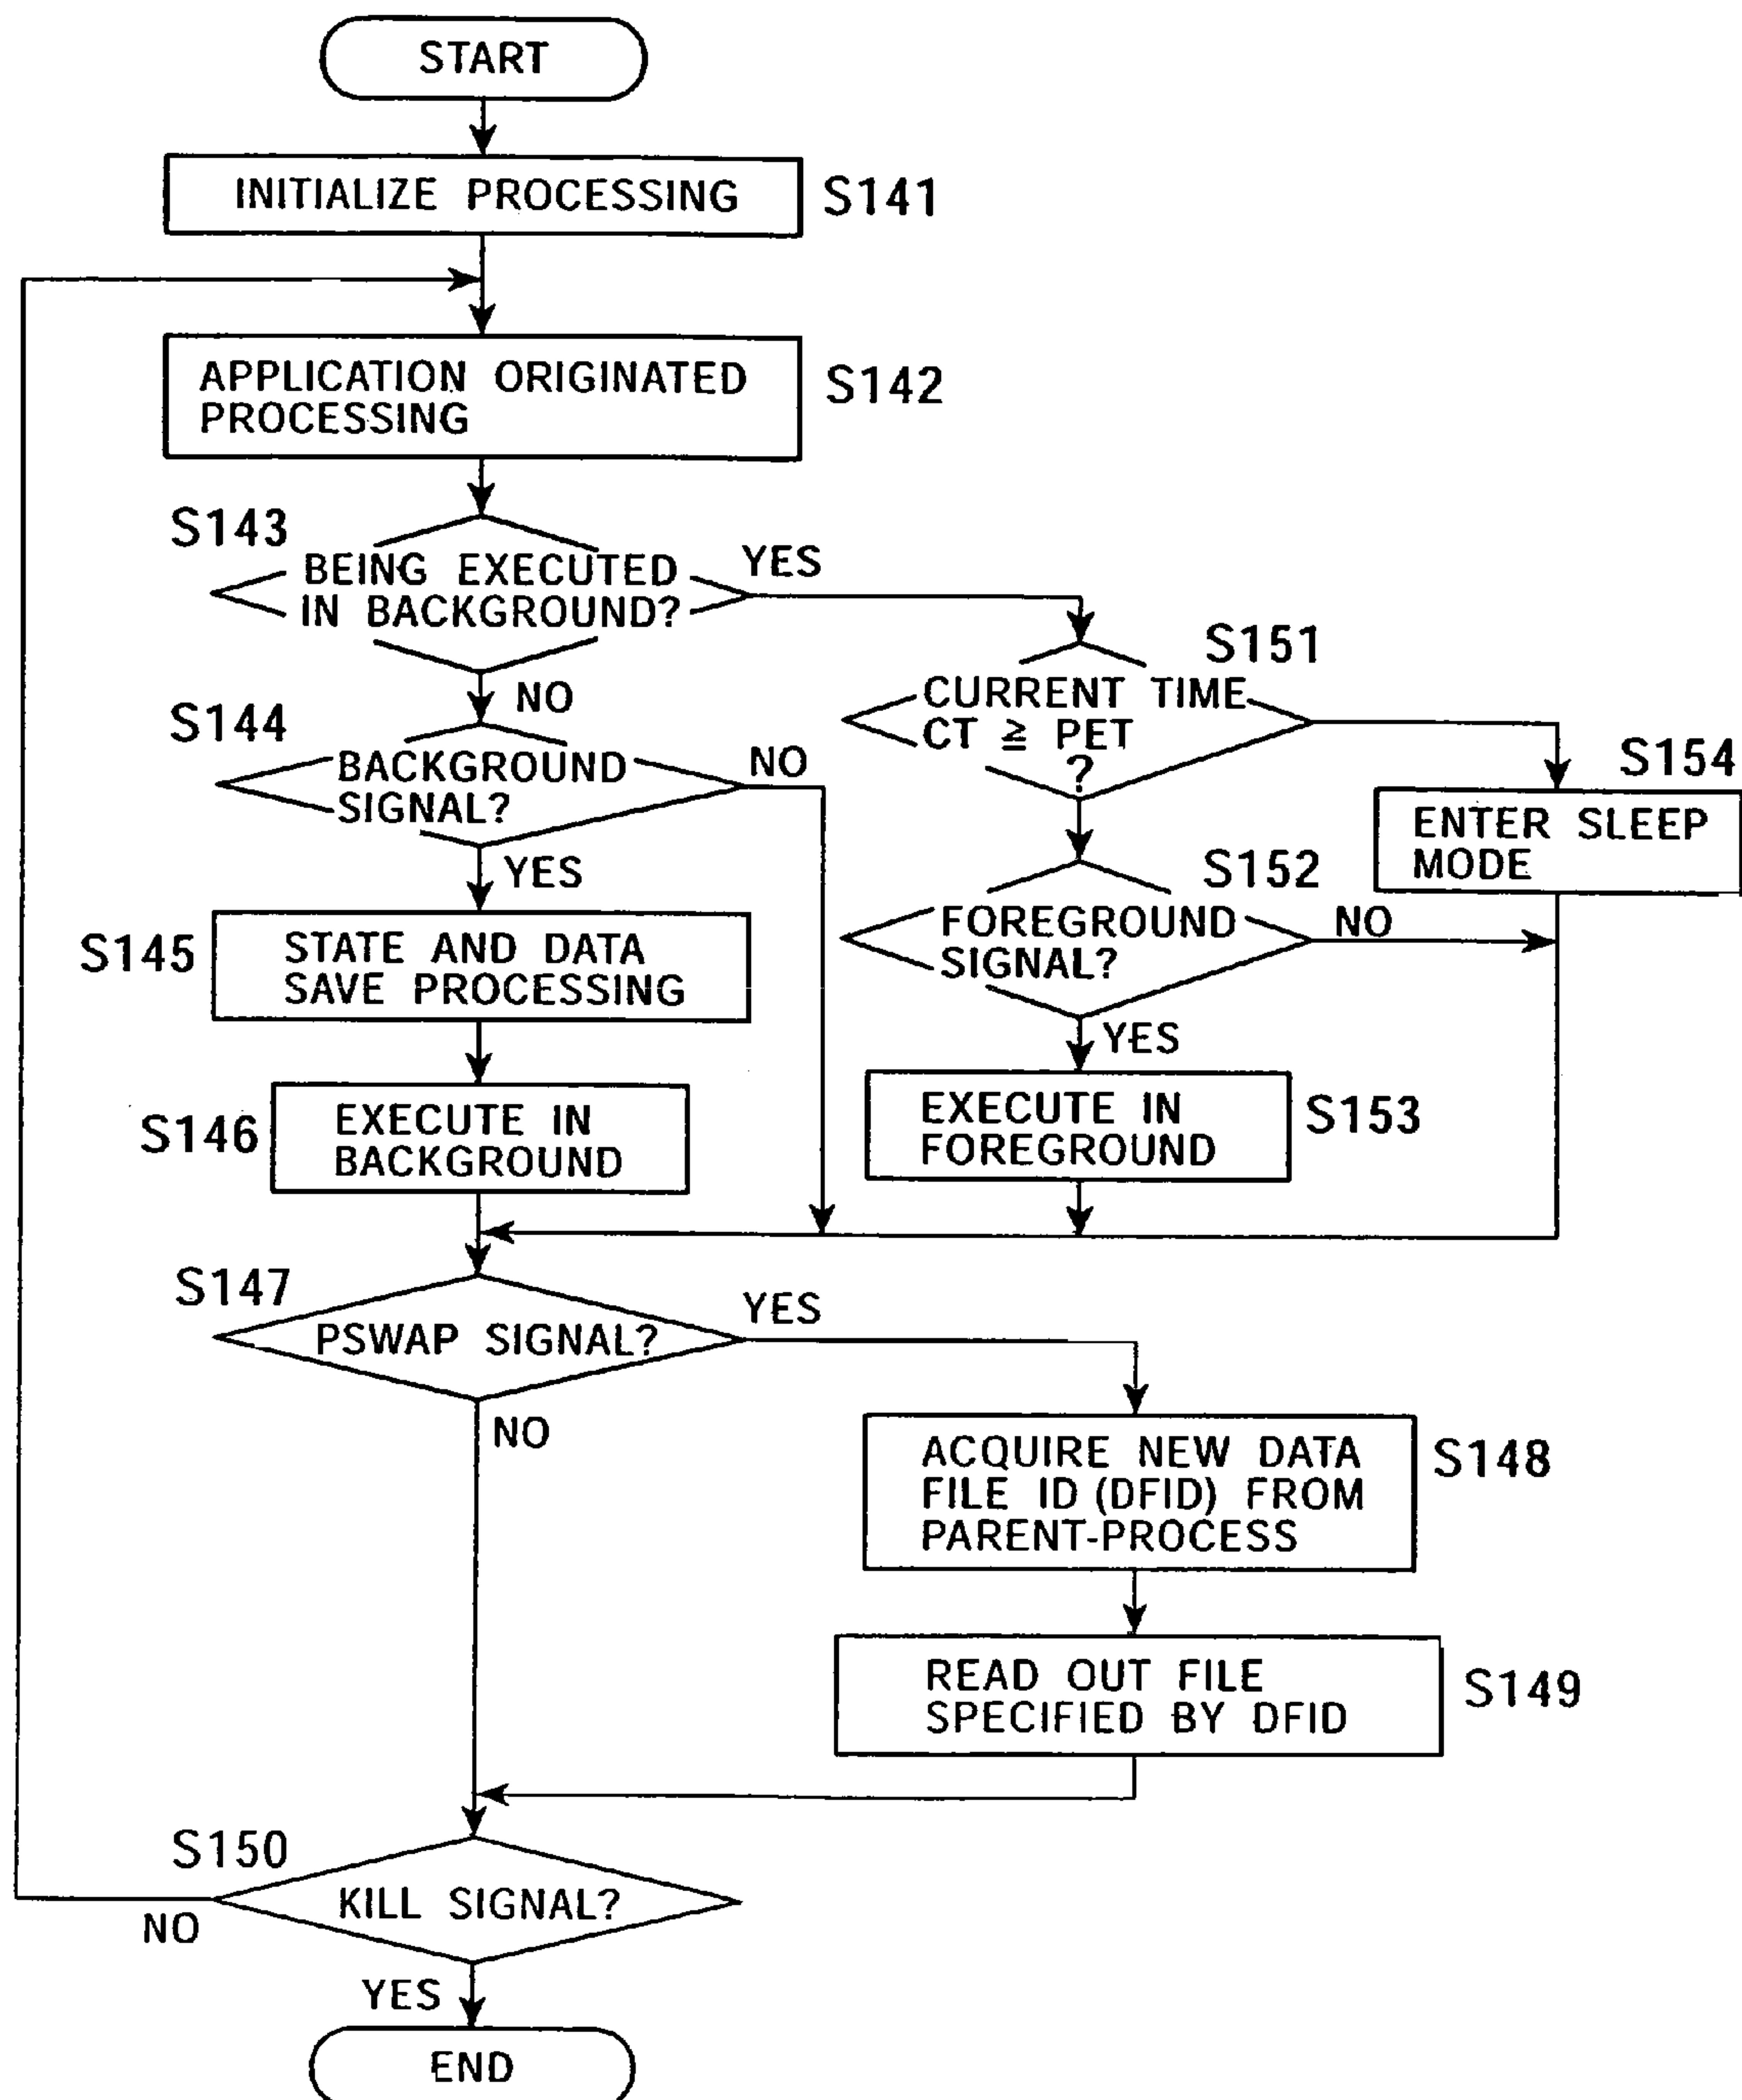 START
INITIALIZE PROCESSING
S141
APPLICATION ORIGINATED
PROCESSING
S142
S143
BEING EXECUTED
IN BACKGROUND?
YES
NO
S144
BACKGROUND
SIGNAL?
NO
YES
S145
STATE AND DATA
SAVE PROCESSING
S146
EXECUTE IN
BACKGROUND
S151
CURRENT TIME
CT ≧ PET
?
S154
ENTER SLEEP
MODE
S152
FOREGROUND
SIGNAL?
NO
YES
EXECUTE IN
FOREGROUND
S153
S147
PSWAP SIGNAL?
YES
NO
ACQUIRE NEW DATA
FILE ID (DFID) FROM
PARENT-PROCESS
S148
READ OUT FILE
SPECIFIED BY DFID
S149
S150
KILL SIGNAL?
NO
YES
END